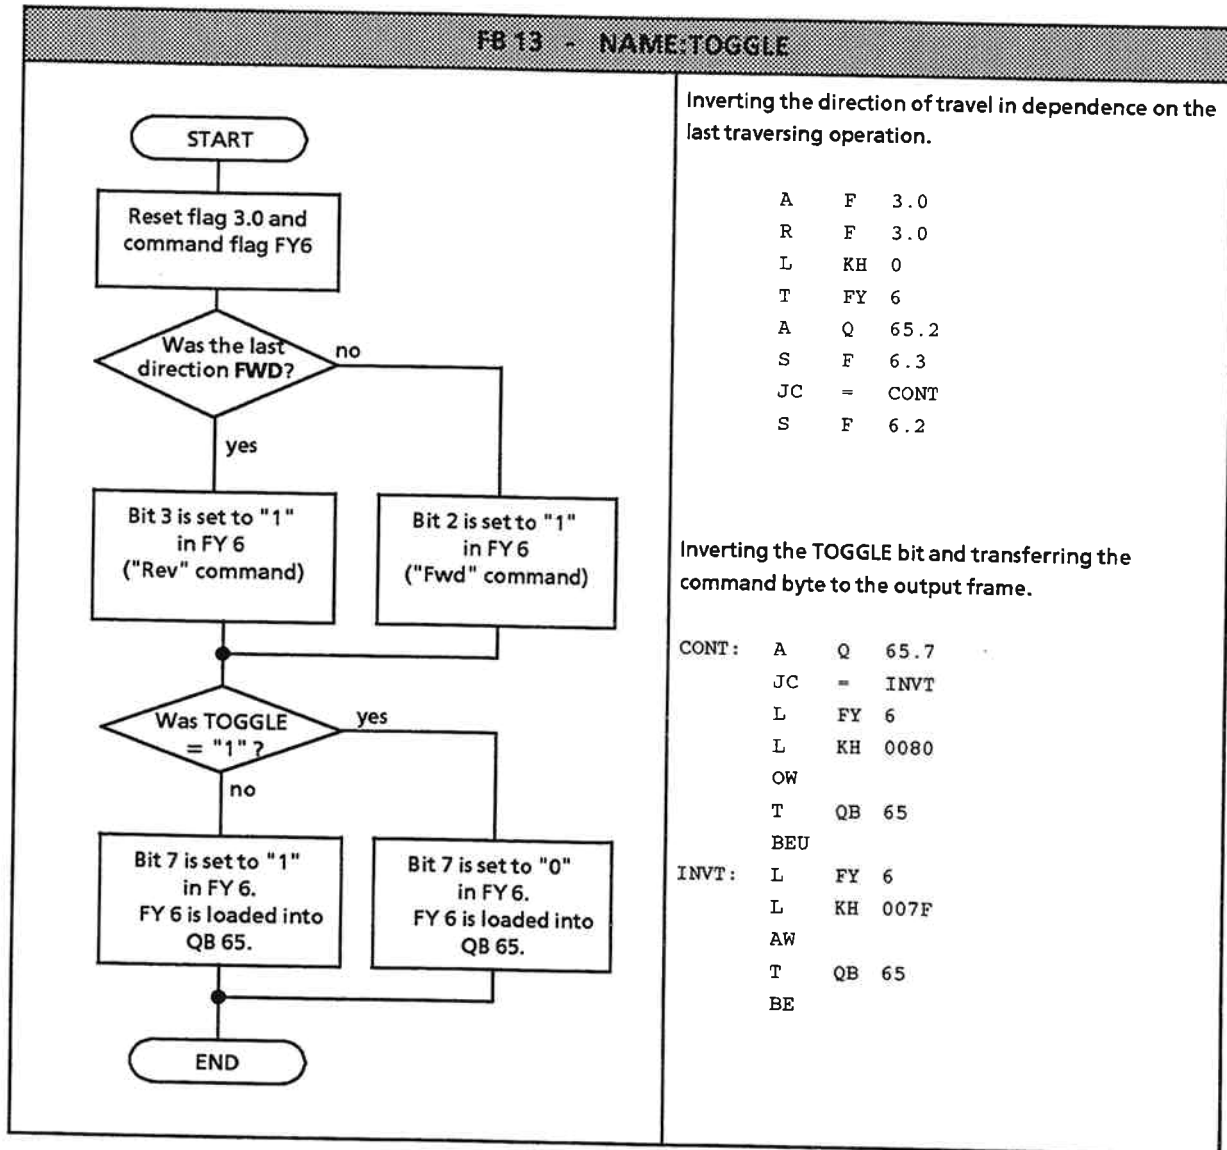 FB 13 - NAME:TOGGLE
START
Reset flag 3.0 and
command flag FY6
Was the last
direction FWD?
no
yes
Bit 3 is set to "1"
in FY 6
("Rev" command)
Bit 2 is set to "1"
in FY 6
("Fwd" command)
Was TOGGLE
= "1" ?
yes
no
Bit 7 is set to "1"
in FY 6.
FY 6 is loaded into
QB 65.
Bit 7 is set to "0"
in FY 6.
FY 6 is loaded into
QB 65.
END
Inverting the direction of travel in dependence on the
last traversing operation.
A F 3.0
R F 3.0
L KH 0
T FY 6
A Q 65.2
S F 6.3
JC = CONT
S F 6.2
Inverting the TOGGLE bit and transferring the
command byte to the output frame.
CONT: A Q 65.7
JC = INVT
L FY 6
L KH 0080
OW
T QB 65
BEU
INVT: L FY 6
L KH 007F
AW
T QB 65
BE